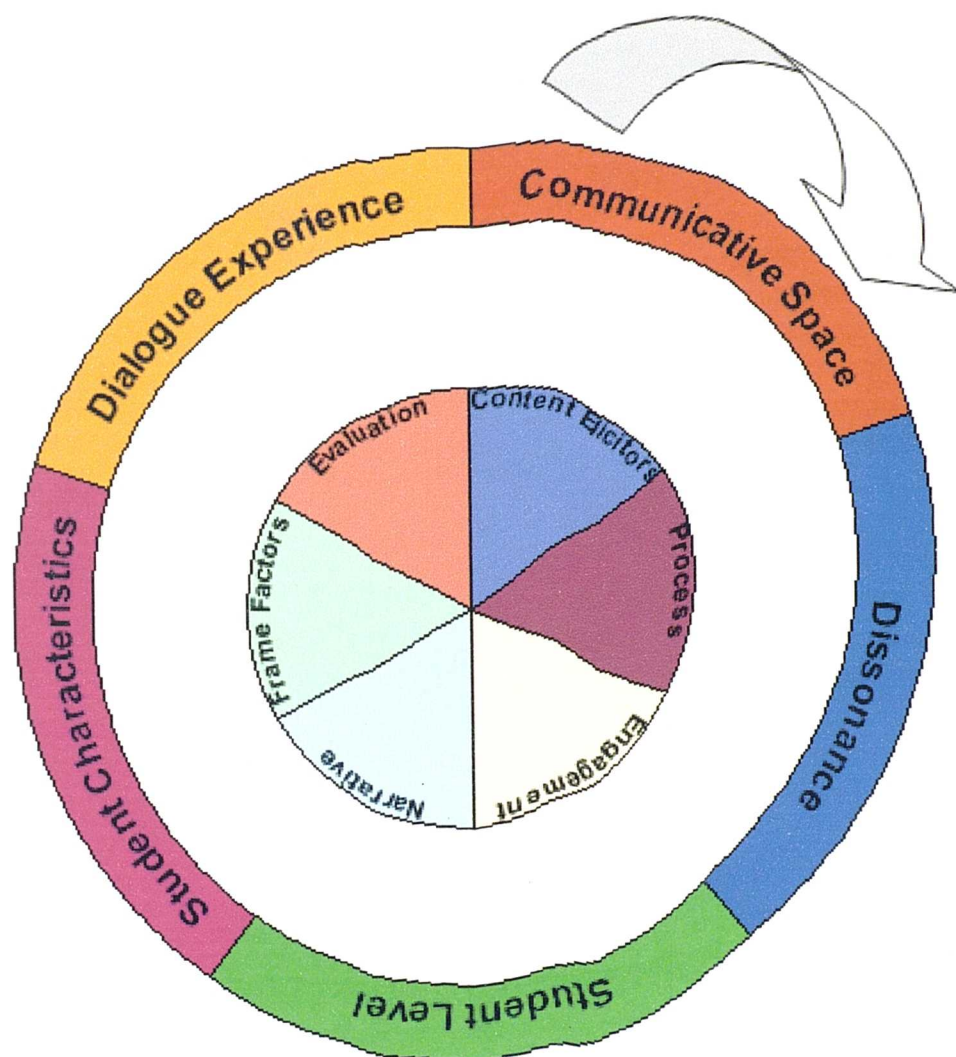 Communicative Space
Dissonance
Student Level
Student Characteristics
Dialogue Experience
Content Elicitors
Process
Engagement
Narrative
Frame Factors
Evaluation